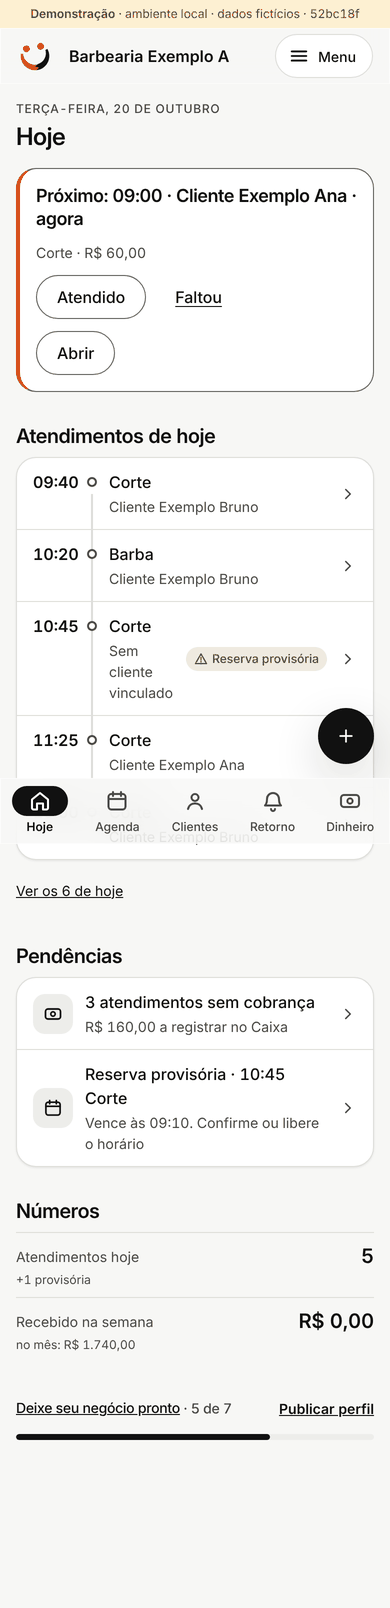 Demonstração · ambiente local · dados fictícios · 52bc18f
Barbearia Exemplo A
Menu
TERÇA-FEIRA, 20 DE OUTUBRO
Hoje
Próximo: 09:00 · Cliente Exemplo Ana ·
agora
Corte · R$ 60,00
Atendido
Faltou
Abrir
Atendimentos de hoje
09:40 Corte
Cliente Exemplo Bruno
10:20 Barba
Cliente Exemplo Bruno
10:45 Corte
Sem
cliente
vinculado
Reserva provisória
11:25 Corte
Cliente Exemplo Ana
Hoje
Agenda
Clientes
Retorno
Dinheiro
Cliente Exemplo Bruno
Ver os 6 de hoje
Pendências
3 atendimentos sem cobrança
R$ 160,00 a registrar no Caixa
Reserva provisória · 10:45
Corte
Vence às 09:10. Confirme ou libere
o horário
Números
Atendimentos hoje 5
+1 provisória
Recebido na semana R$ 0,00
no mês: R$ 1.740,00
Deixe seu negócio pronto · 5 de 7 Publicar perfil